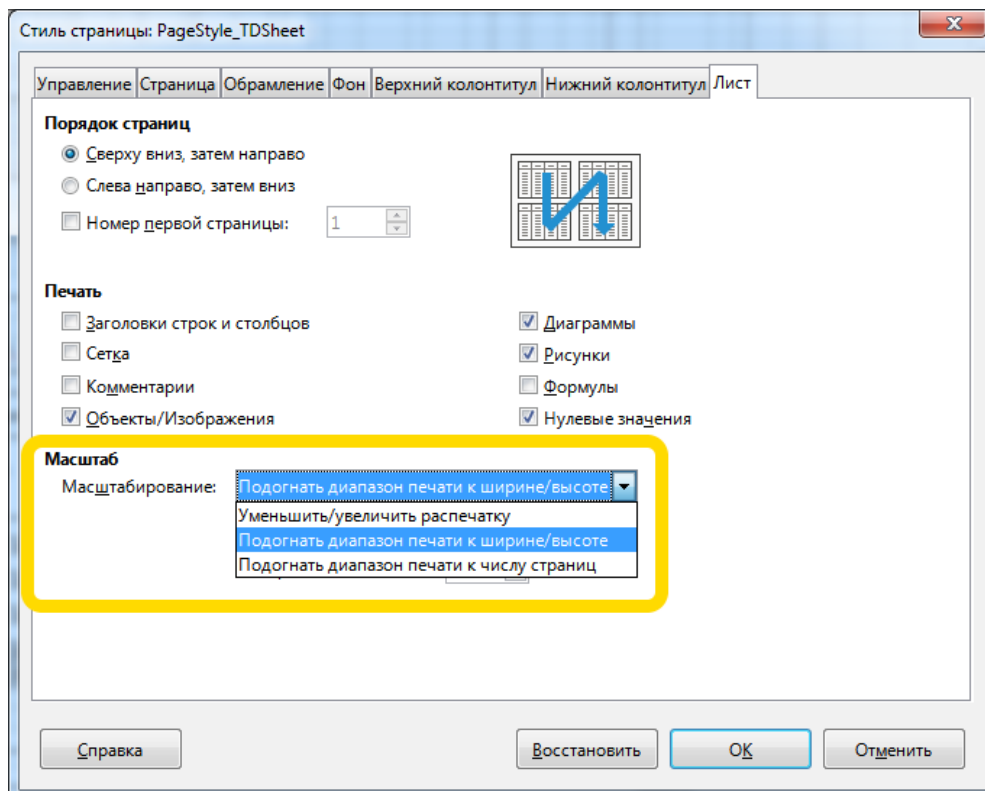 Стиль страницы: PageStyle_TDSheet
Управление Страница Обрамление Фон Верхний колонтитул Нижний колонтитул Лист
Порядок страниц
Сверху вниз, затем направо
Слева направо, затем вниз
Номер первой страницы: 1
Печать
Заголовки строк и столбцов
Сетка
Комментарии
Объекты/Изображения
Диаграммы
Рисунки
Формулы
Нулевые значения
Масштаб
Масштабирование: Подогнать диапазон печати к ширине/высоте
Уменьшить/увеличить распечатку
Подогнать диапазон печати к ширине/высоте
Подогнать диапазон печати к числу страниц
Справка Восстановить ОК Отменить